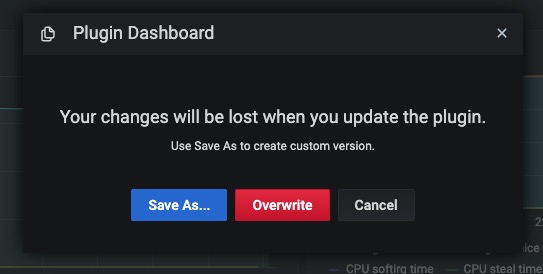 Plugin Dashboard
Your changes will be lost when you update the plugin.
Use Save As to create custom version.
Save As... Overwrite Cancel
CPU softirq time CPU steal time